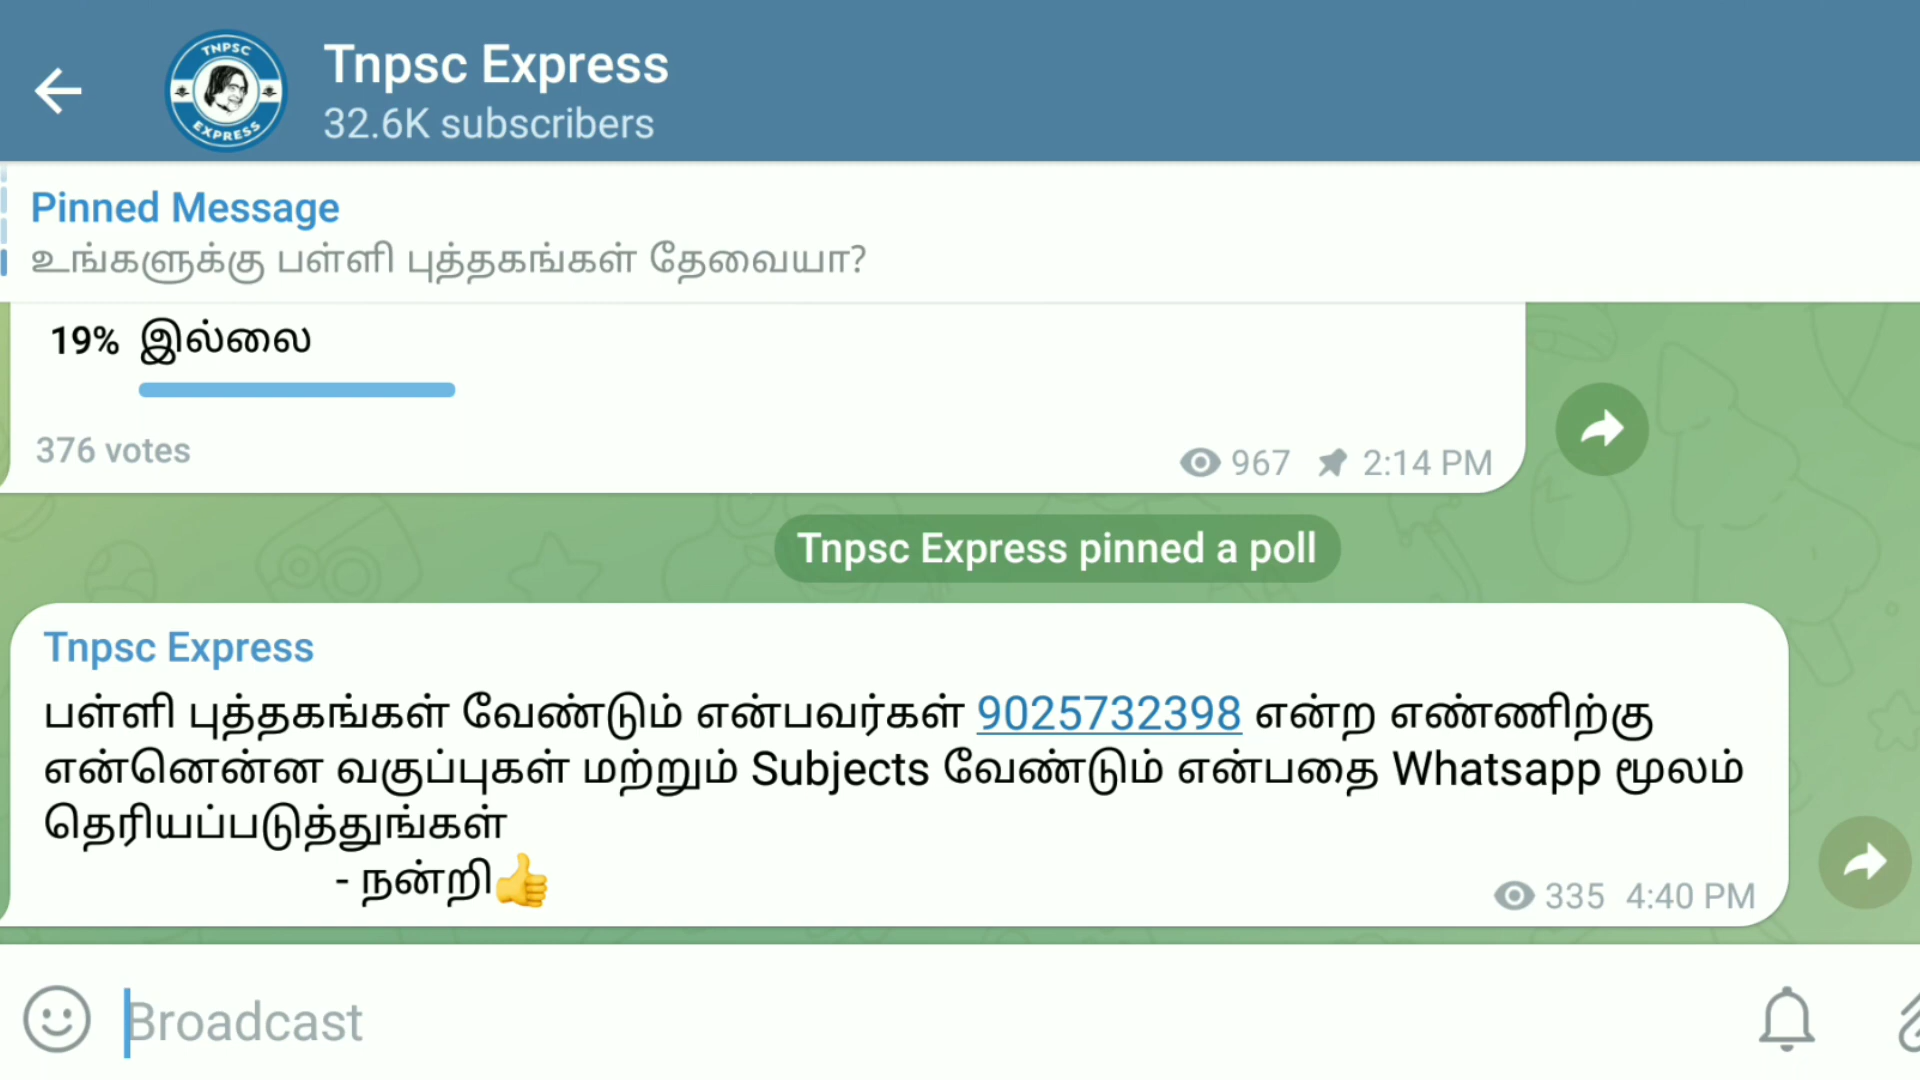 TNPSC
EXPRESS
Tnpsc Express
32.6K subscribers
Pinned Message
உங்களுக்கு பள்ளி புத்தகங்கள் தேவையா?
19% இல்லை
376 votes
967 2:14 PM
Tnpsc Express pinned a poll
Tnpsc Express
பள்ளி புத்தகங்கள் வேண்டும் என்பவர்கள் 9025732398 என்ற எண்ணிற்கு
என்னென்ன வகுப்புகள் மற்றும் Subjects வேண்டும் என்பதை Whatsapp மூலம்
தெரியப்படுத்துங்கள்
- நன்றி👍
335 4:40 PM
Broadcast